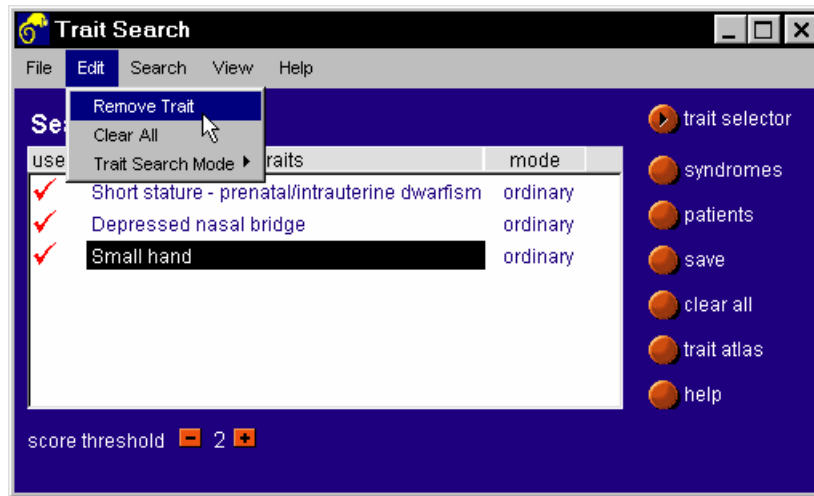 Trait Search
File Edit Search View Help
Remove Trait
Clear All
Trait Search Mode
use raits mode
Short stature - prenatal/intrauterine dwarfism ordinary
Depressed nasal bridge ordinary
Small hand ordinary
trait selector
syndromes
patients
save
clear all
trait atlas
help
score threshold - 2 +